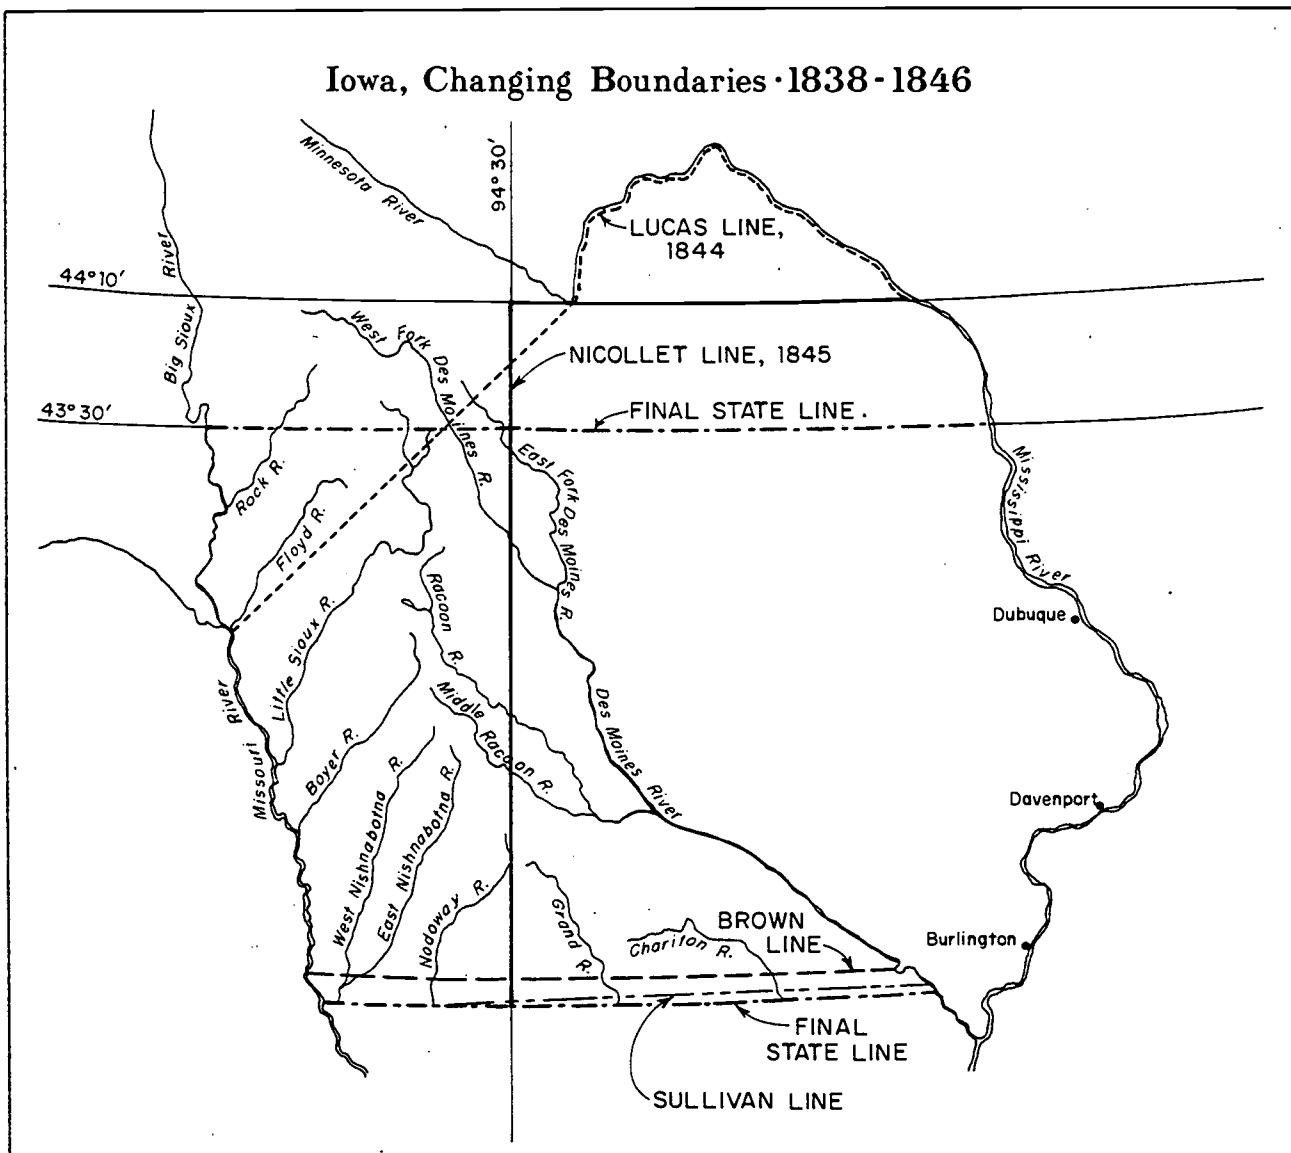 Iowa, Changing Boundaries · 1838 - 1846
Minnesota River
94° 30'
LUCAS LINE,
1844
44° 10'
Big Sioux River
West Fork Des Moilnes R.
NICOLLET LINE, 1845
43° 30'
FINAL STATE LINE.
Rock R.
East Fork Des Moines R.
Mississippi River
Floyd R.
Racoon R.
Dubuque
Little Sioux R.
Missouri River
Middle Racoon R.
Des Moines River
Boyer R.
Davenport
West Nishnabotna R.
East Nishnabotna R.
Nodoway R.
Grand R.
Chariton R.
BROWN
LINE
Burlington
FINAL
STATE LINE
SULLIVAN LINE